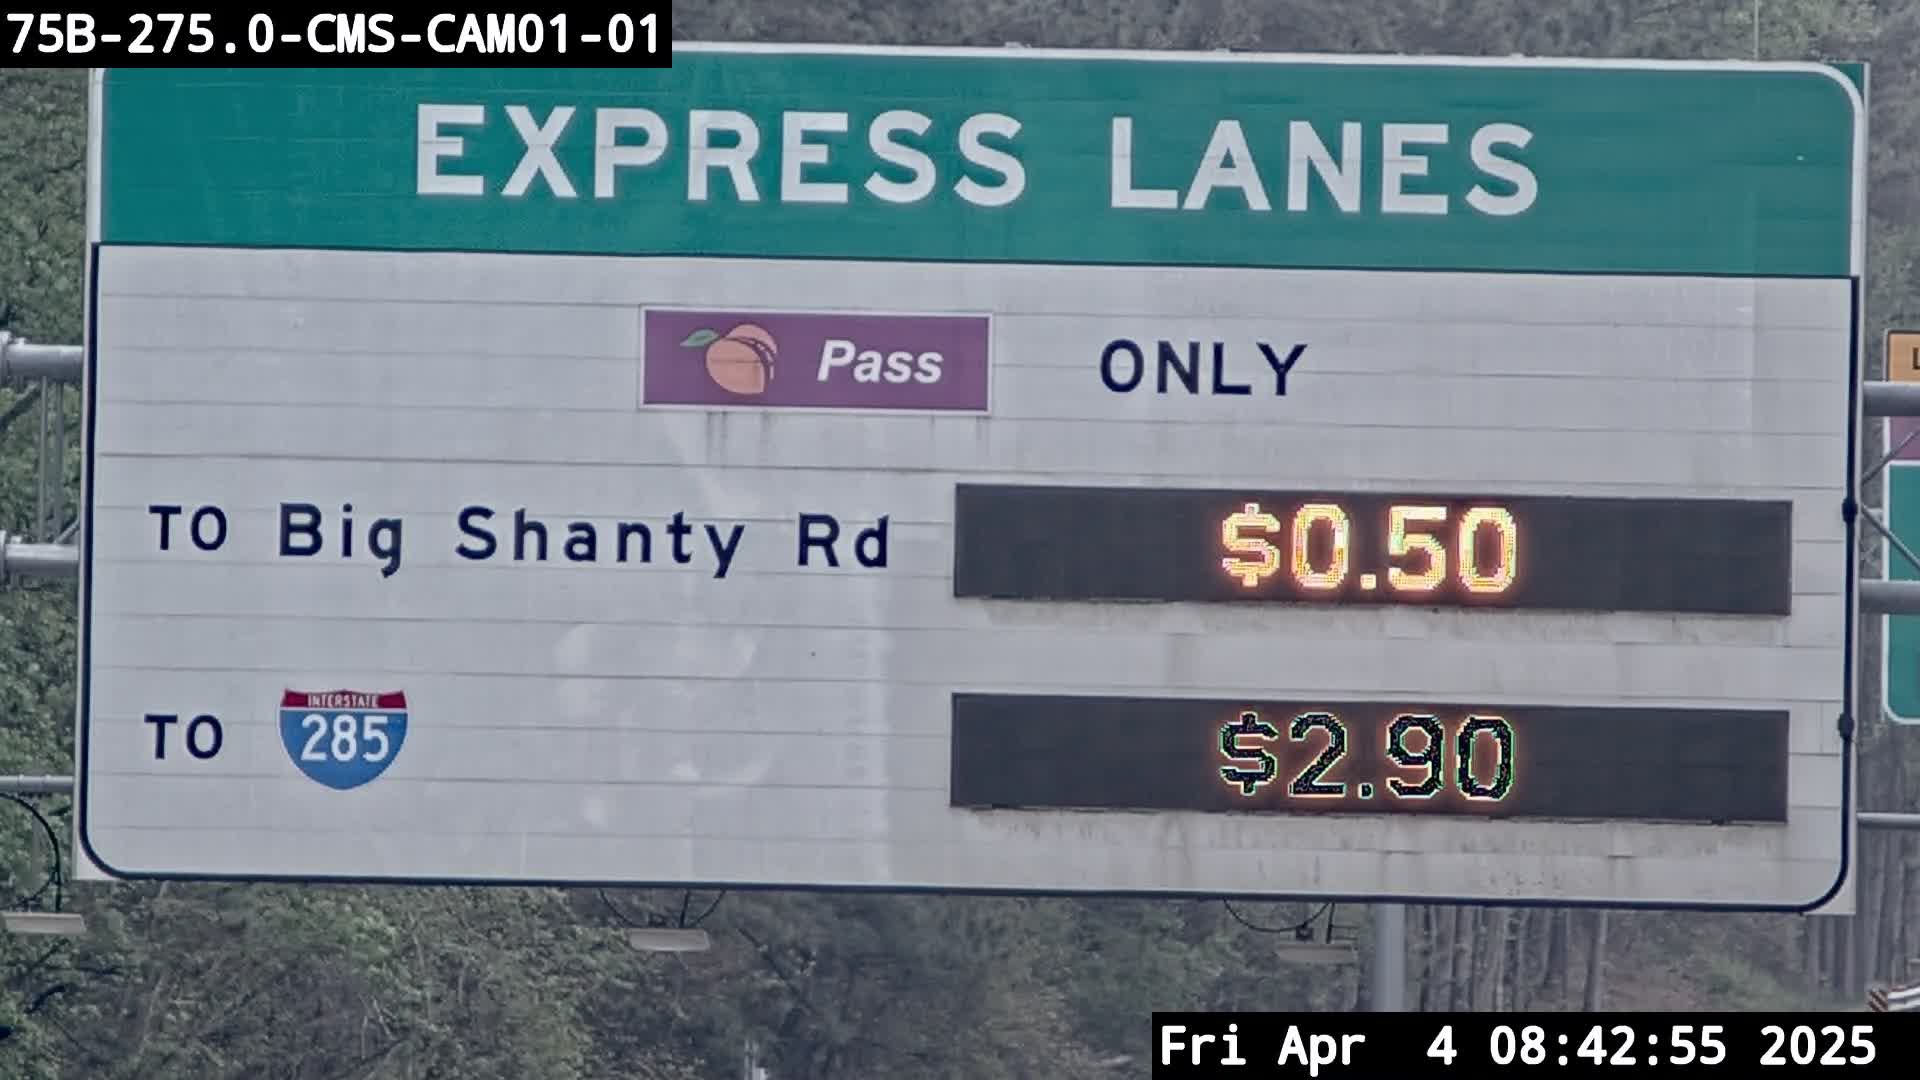 75B-275.0-CMS-CAM01-01
EXPRESS LANES
Pass ONLY
TO Big Shanty Rd $0.50
INTERSTATE
TO 285 $2.90
Fri Apr 4 08:42:55 2025